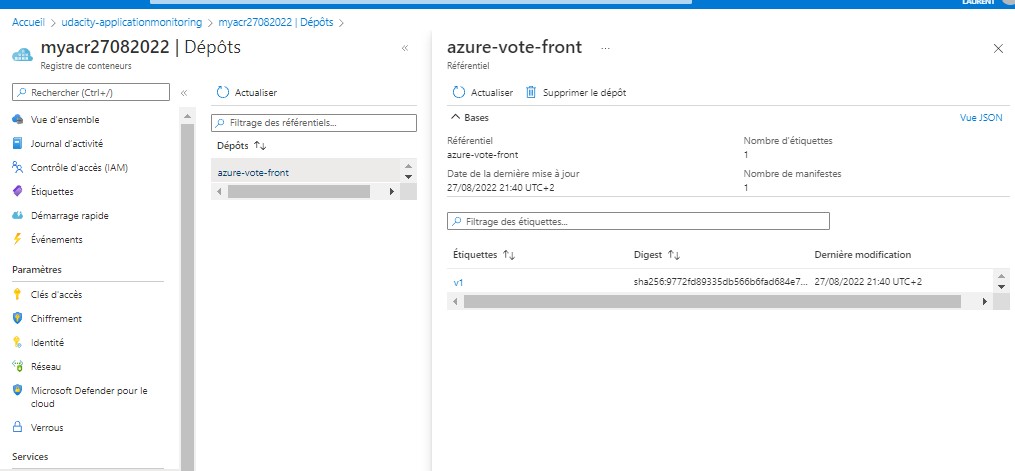 LAURENT
Accueil > udacity-applicationmonitoring > myacr27082022 | Dépôts >
myacr27082022 | Dépôts «
Registre de conteneurs
Rechercher (Ctrl+/) «
Vue d'ensemble
Journal d'activité
Contrôle d'accès (IAM)
Étiquettes
Démarrage rapide
Événements
Paramètres
Clés d'accès
Chiffrement
Identité
Réseau
Microsoft Defender pour le
cloud
Verrous
Services
Actualiser
Filtrage des référentiels...
Dépôts ↑↓
azure-vote-front
azure-vote-front ...
Référentiel
Actualiser Supprimer le dépôt
Bases Vue JSON
Référentiel Nombre d'étiquettes
azure-vote-front 1
Date de la dernière mise à jour Nombre de manifestes
27/08/2022 21:40 UTC+2 1
Filtrage des étiquettes...
Étiquettes ↑↓ Digest ↑↓ Dernière modification
v1 sha256:9772fd89335db566b6fad684e7... 27/08/2022 21:40 UTC+2